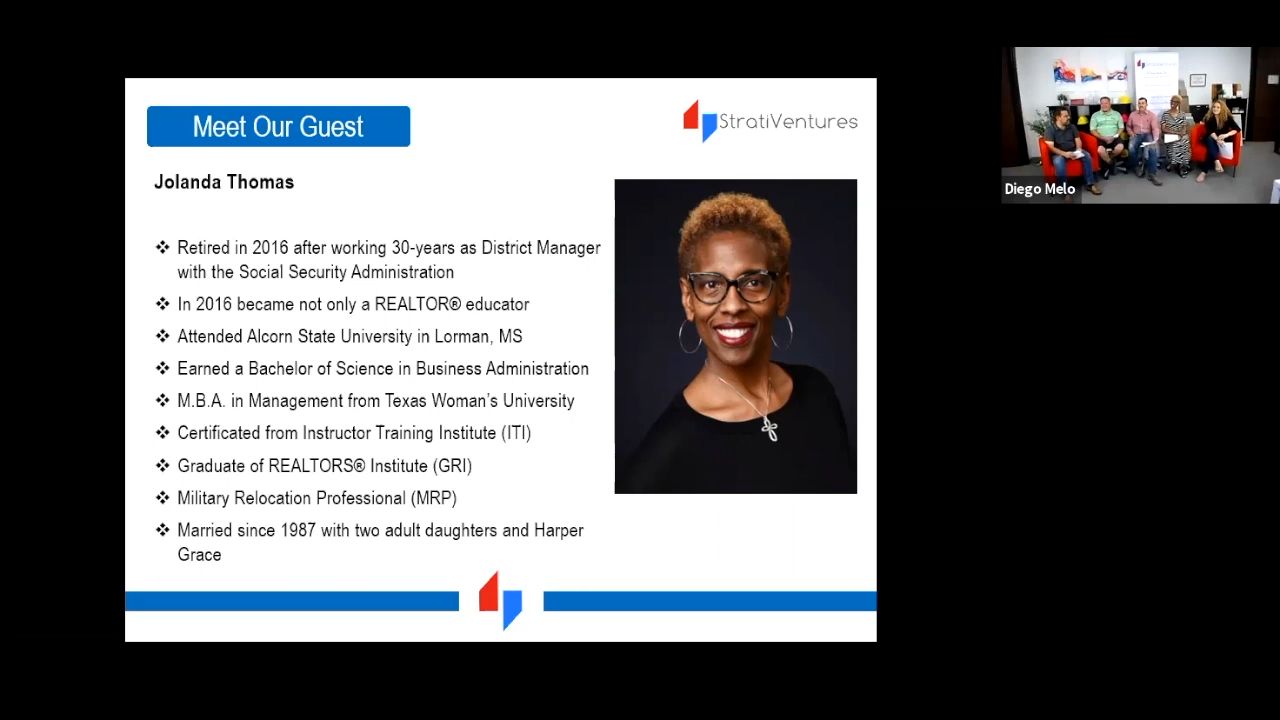 Meet Our Guest
StratiVentures
Jolanda Thomas
Retired in 2016 after working 30-years as District Manager
with the Social Security Administration
In 2016 became not only a REALTOR® educator
Attended Alcorn State University in Lorman, MS
Earned a Bachelor of Science in Business Administration
M.B.A. in Management from Texas Woman's University
Certificated from Instructor Training Institute (ITI)
Graduate of REALTORS® Institute (GRI)
Military Relocation Professional (MRP)
Married since 1987 with two adult daughters and Harper
Grace
Diego Melo